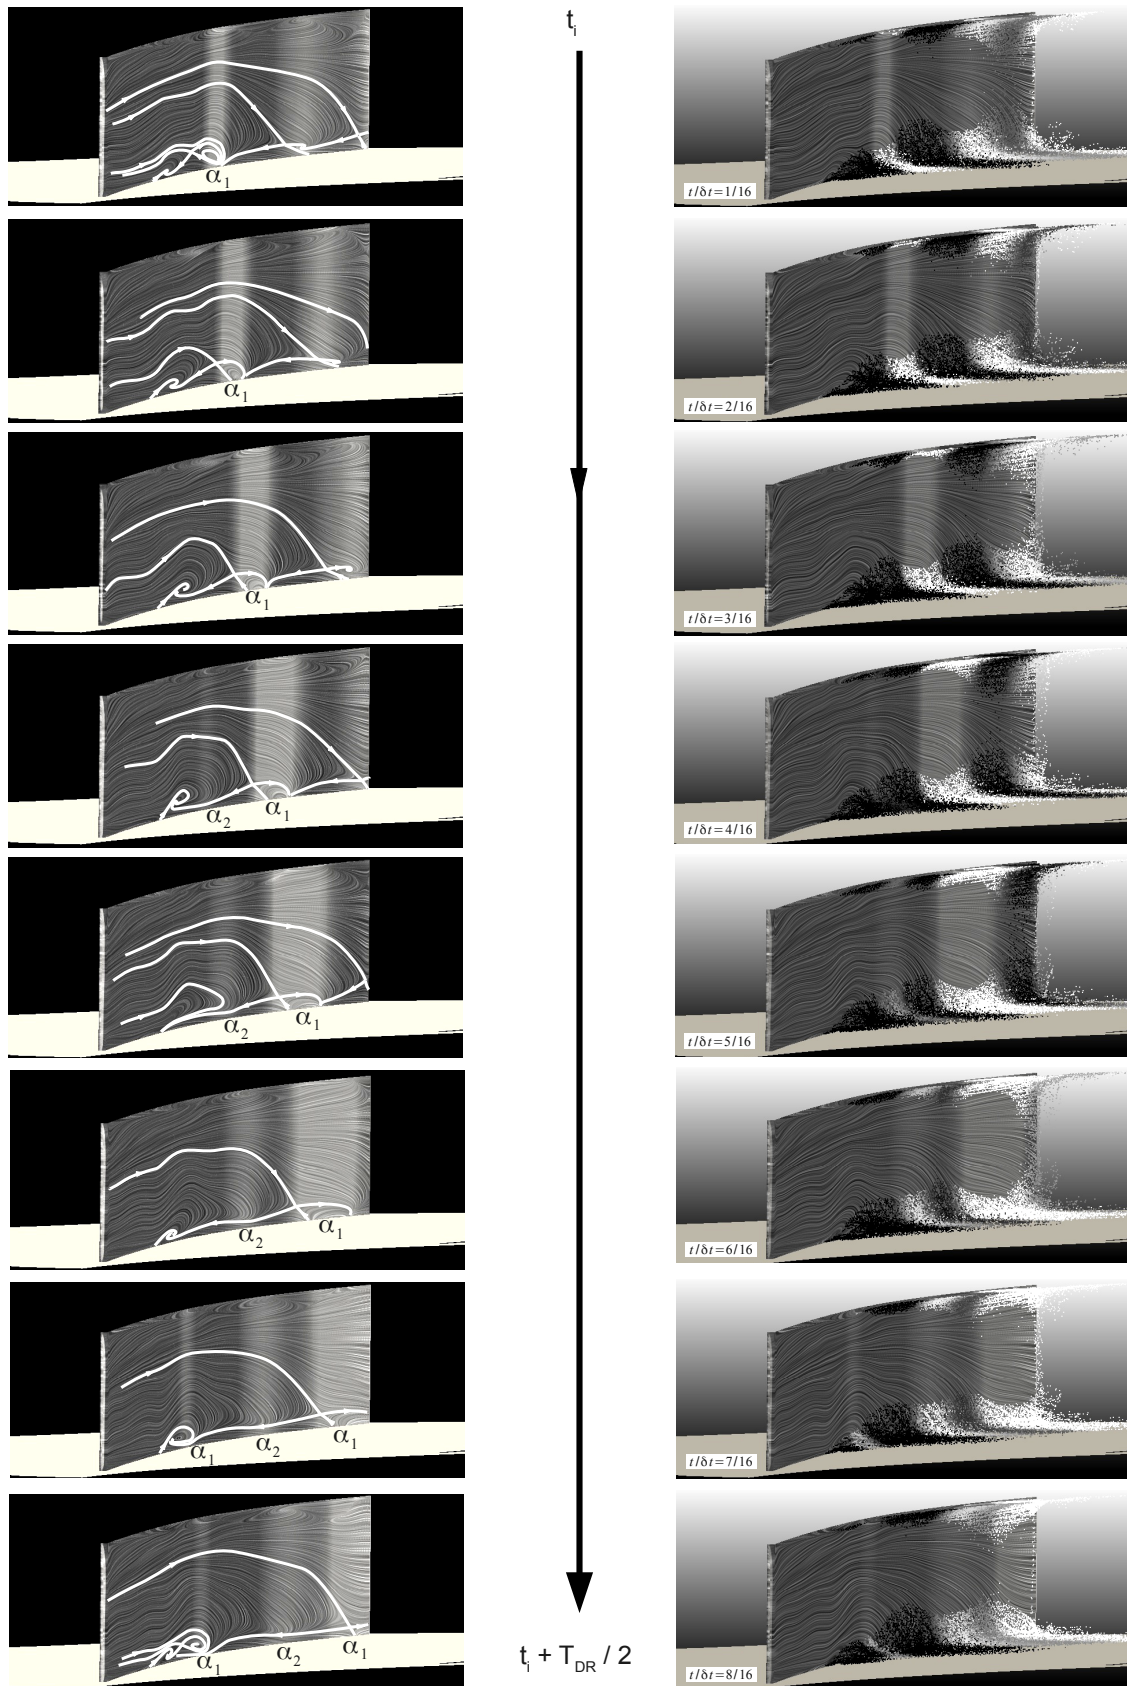 t_i
α_1
t/δt=1/16
α_1
t/δt=2/16
α_1
t/δt=3/16
α_2 α_1
t/δt=4/16
α_2 α_1
t/δt=5/16
α_2 α_1
t/δt=6/16
α_1 α_2 α_1
t/δt=7/16
α_1 α_2 α_1
t_i + T_DR / 2
t/δt=8/16